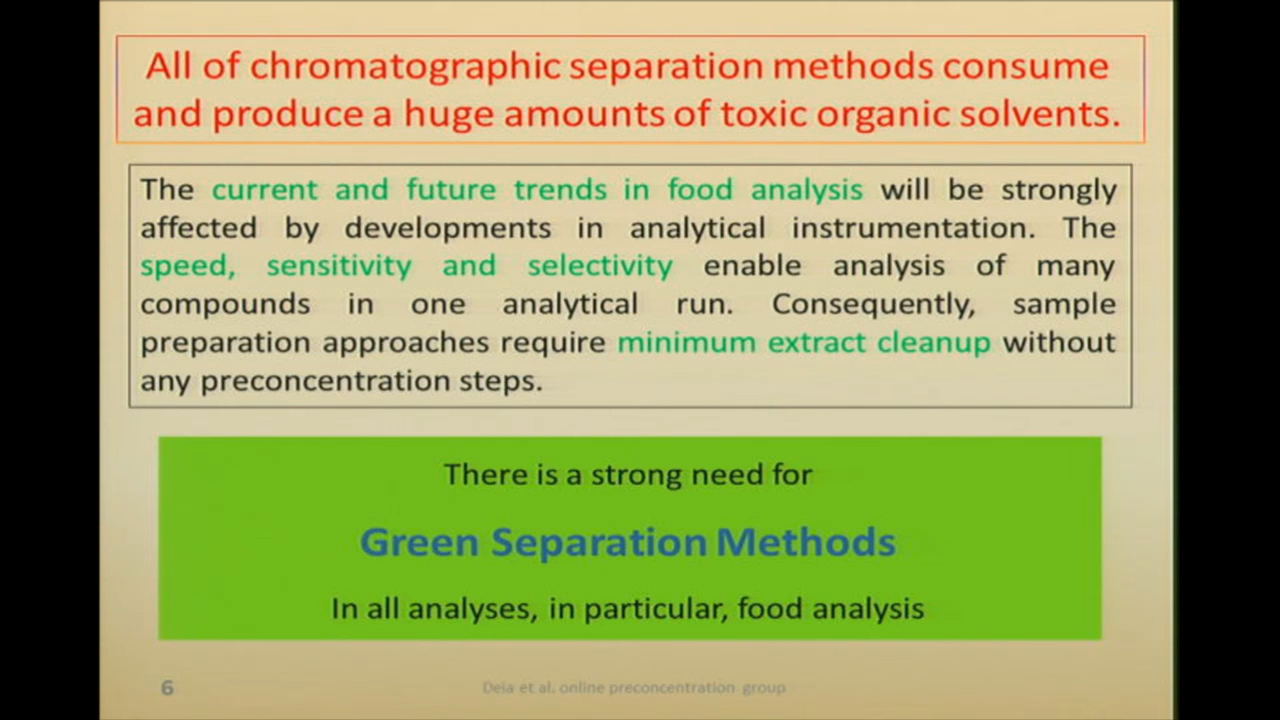 All of chromatographic separation methods consume
and produce a huge amounts of toxic organic solvents.
The current and future trends in food analysis will be strongly
affected by developments in analytical instrumentation. The
speed, sensitivity and selectivity enable analysis of many
compounds in one analytical run. Consequently, sample
preparation approaches require minimum extract cleanup without
any preconcentration steps.
There is a strong need for
Green Separation Methods
In all analyses, in particular, food analysis
6
Deia et al. online preconcentration group